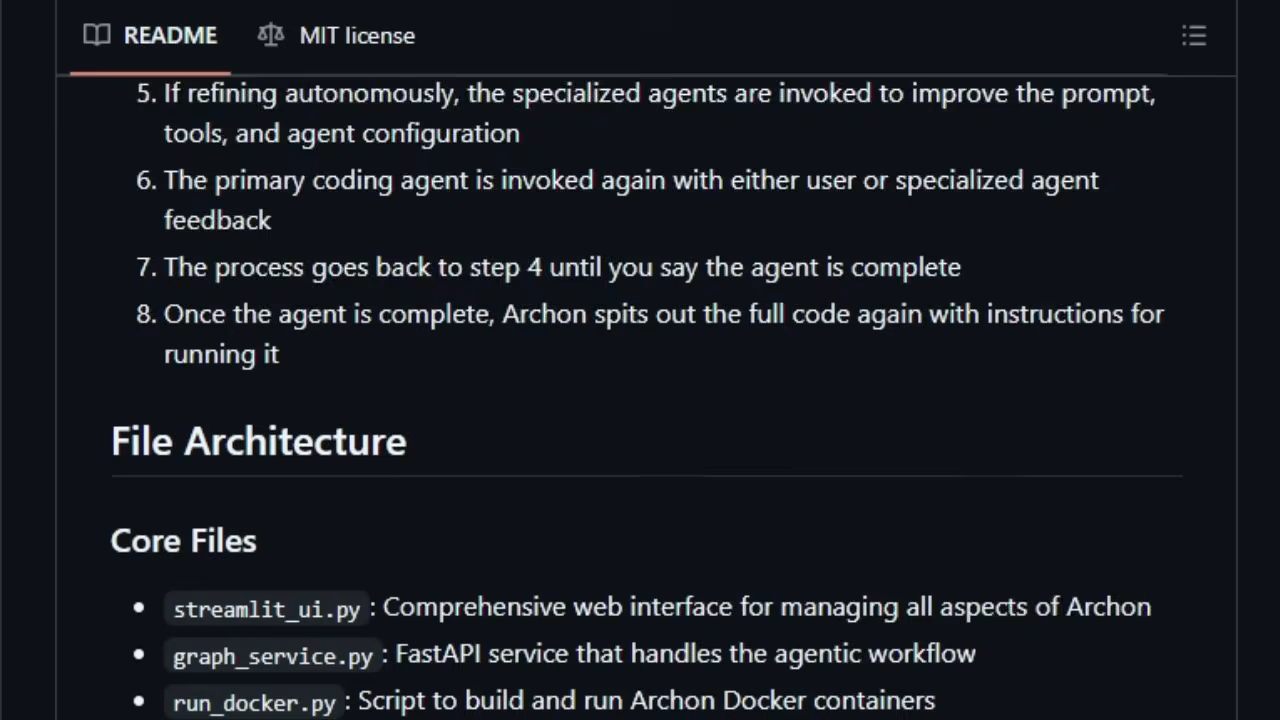 README MIT license
5. If refining autonomously, the specialized agents are invoked to improve the prompt,
tools, and agent configuration
6. The primary coding agent is invoked again with either user or specialized agent
feedback
7. The process goes back to step 4 until you say the agent is complete
8. Once the agent is complete, Archon spits out the full code again with instructions for
running it
File Architecture
Core Files
• streamlit_ui.py: Comprehensive web interface for managing all aspects of Archon
• graph_service.py: FastAPI service that handles the agentic workflow
• run_docker.py: Script to build and run Archon Docker containers